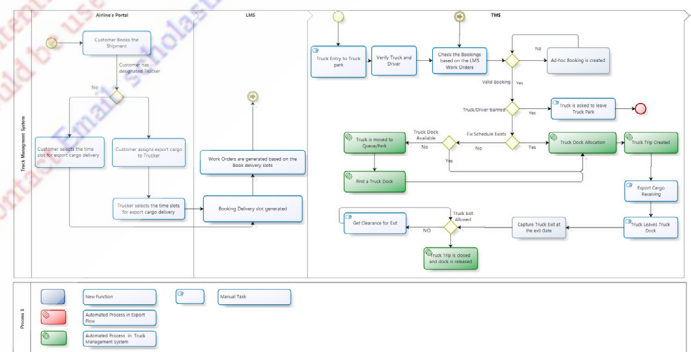 Airline's Portal
LMS
TMS
Customer Books the
Shipment
Customer has
designated Trucker
No
Customer selects the time
slot for export cargo delivery
Customer assigns export cargo
to Trucker
Trucker selects the time slots
for export cargo delivery
Work Orders are generated based on the
Book delivery slots
Booking Delivery slot generated
Truck Entry to Truck
park
Verify Truck and
Driver
Check the Bookings
based on the LMS
Work Orders
No
Ad-hoc Booking is created
Valid Booking
Yes
Truck/Driver Banned
Yes
Truck is asked to leave
Truck Park
Truck is moved to
Queue/Park
Truck Dock
Available
No
Fix Schedule Exists
No
Yes
Yes
Truck Dock Allocation
Truck Trip Created
Find a Truck Dock
Export Cargo
Receiving
Get Clearance for Exit
NO
Truck Exit
Allowed
Capture Truck Exit at
the exit Gate
Truck Leaves Truck
Dock
Truck Trip is closed
and dock is released
Truck Management System
Process 2
New Function
Manual Task
Automated Process in Export
Flow
Automated Process in Truck
Management System